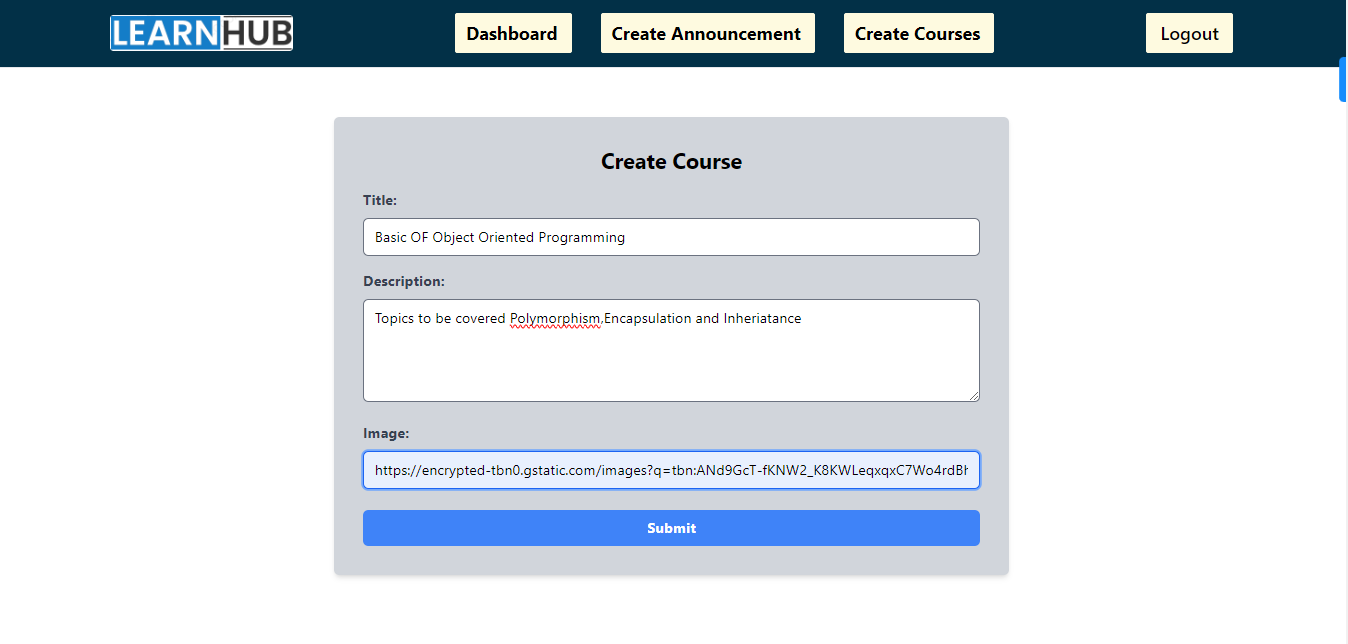 LEARNHUB Dashboard Create Announcement Create Courses Logout
Create Course
Title:
Basic OF Object Oriented Programming
Description:
Topics to be covered Polymorphism,Encapsulation and Inheriatance
Image:
https://encrypted-tbn0.gstatic.com/images?q=tbn:ANd9GcT-fKNW2_K8KWLeqxqxC7Wo4rdB
Submit